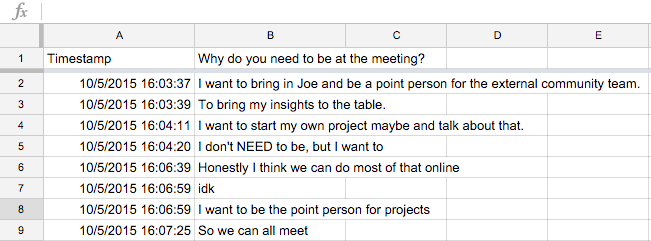 fx
A B C D E
1 Timestamp Why do you need to be at the meeting?
2 10/5/2015 16:03:37 I want to bring in Joe and be a point person for the external community team.
3 10/5/2015 16:03:39 To bring my insights to the table.
4 10/5/2015 16:04:11 I want to start my own project maybe and talk about that.
5 10/5/2015 16:04:20 I don't NEED to be, but I want to
6 10/5/2015 16:06:39 Honestly I think we can do most of that online
7 10/5/2015 16:06:59 idk
8 10/5/2015 16:06:59 I want to be the point person for projects
9 10/5/2015 16:07:25 So we can all meet